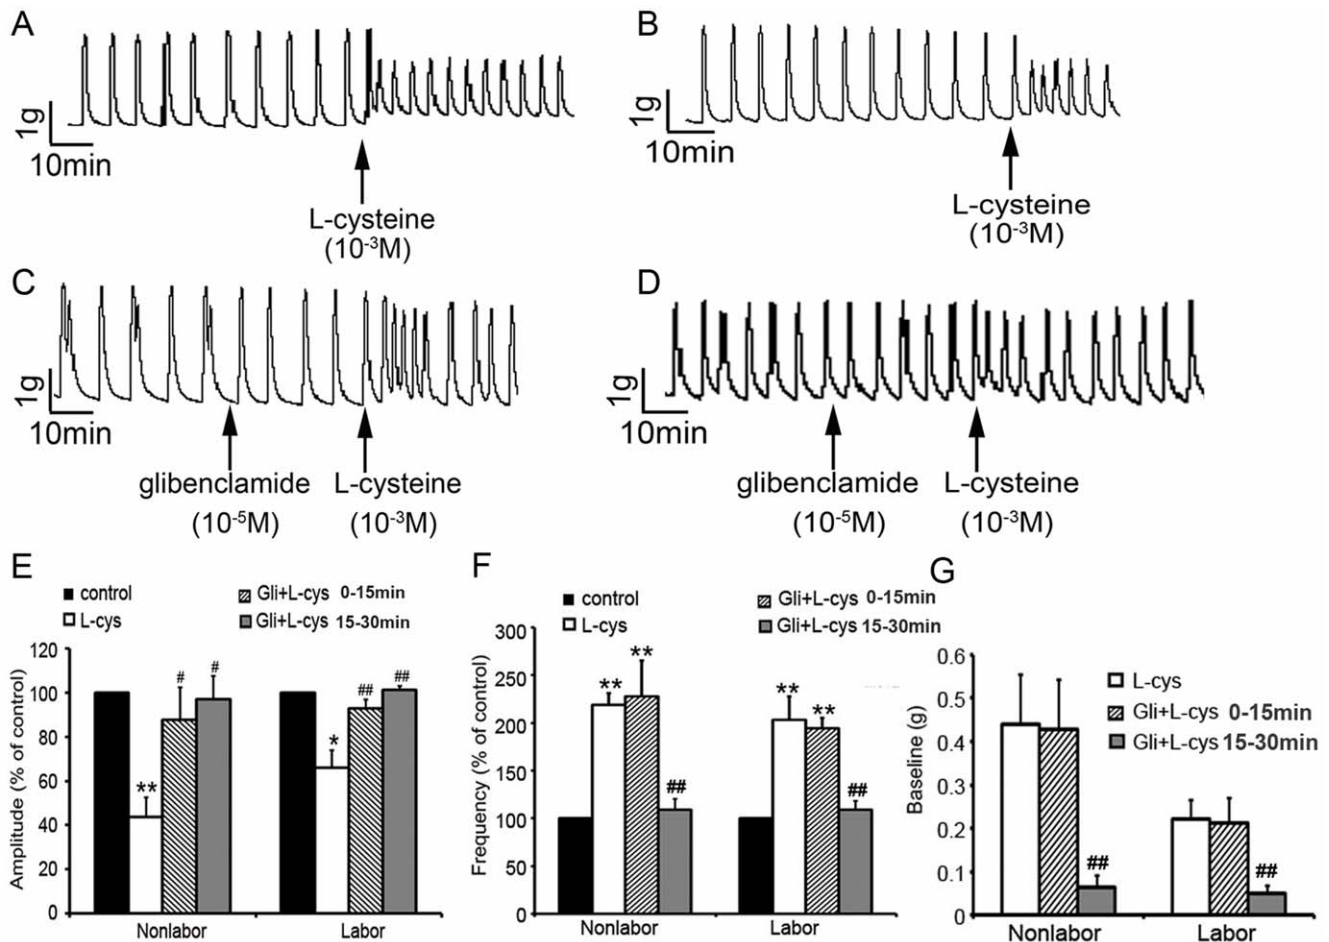 A
1g
10min
L-cysteine
(10⁻³M)
B
1g
10min
L-cysteine
(10⁻³M)
C
1g
10min
glibenclamide
(10⁻⁵M)
L-cysteine
(10⁻³M)
D
1g
10min
glibenclamide
(10⁻⁵M)
L-cysteine
(10⁻³M)
E
control
L-cys
Gli+L-cys 0-15min
Gli+L-cys 15-30min
Amplitude (% of control)
120
100
80
60
40
20
0
**
#
#
*
##
##
Nonlabor
Labor
F
control
L-cys
Gli+L-cys 0-15min
Gli+L-cys 15-30min
Frequency (% of control)
300
250
200
150
100
50
0
**
**
##
**
**
##
Nonlabor
Labor
G
L-cys
Gli+L-cys 0-15min
Gli+L-cys 15-30min
Baseline (g)
0.6
0.5
0.4
0.3
0.2
0.1
0
##
##
Nonlabor
Labor